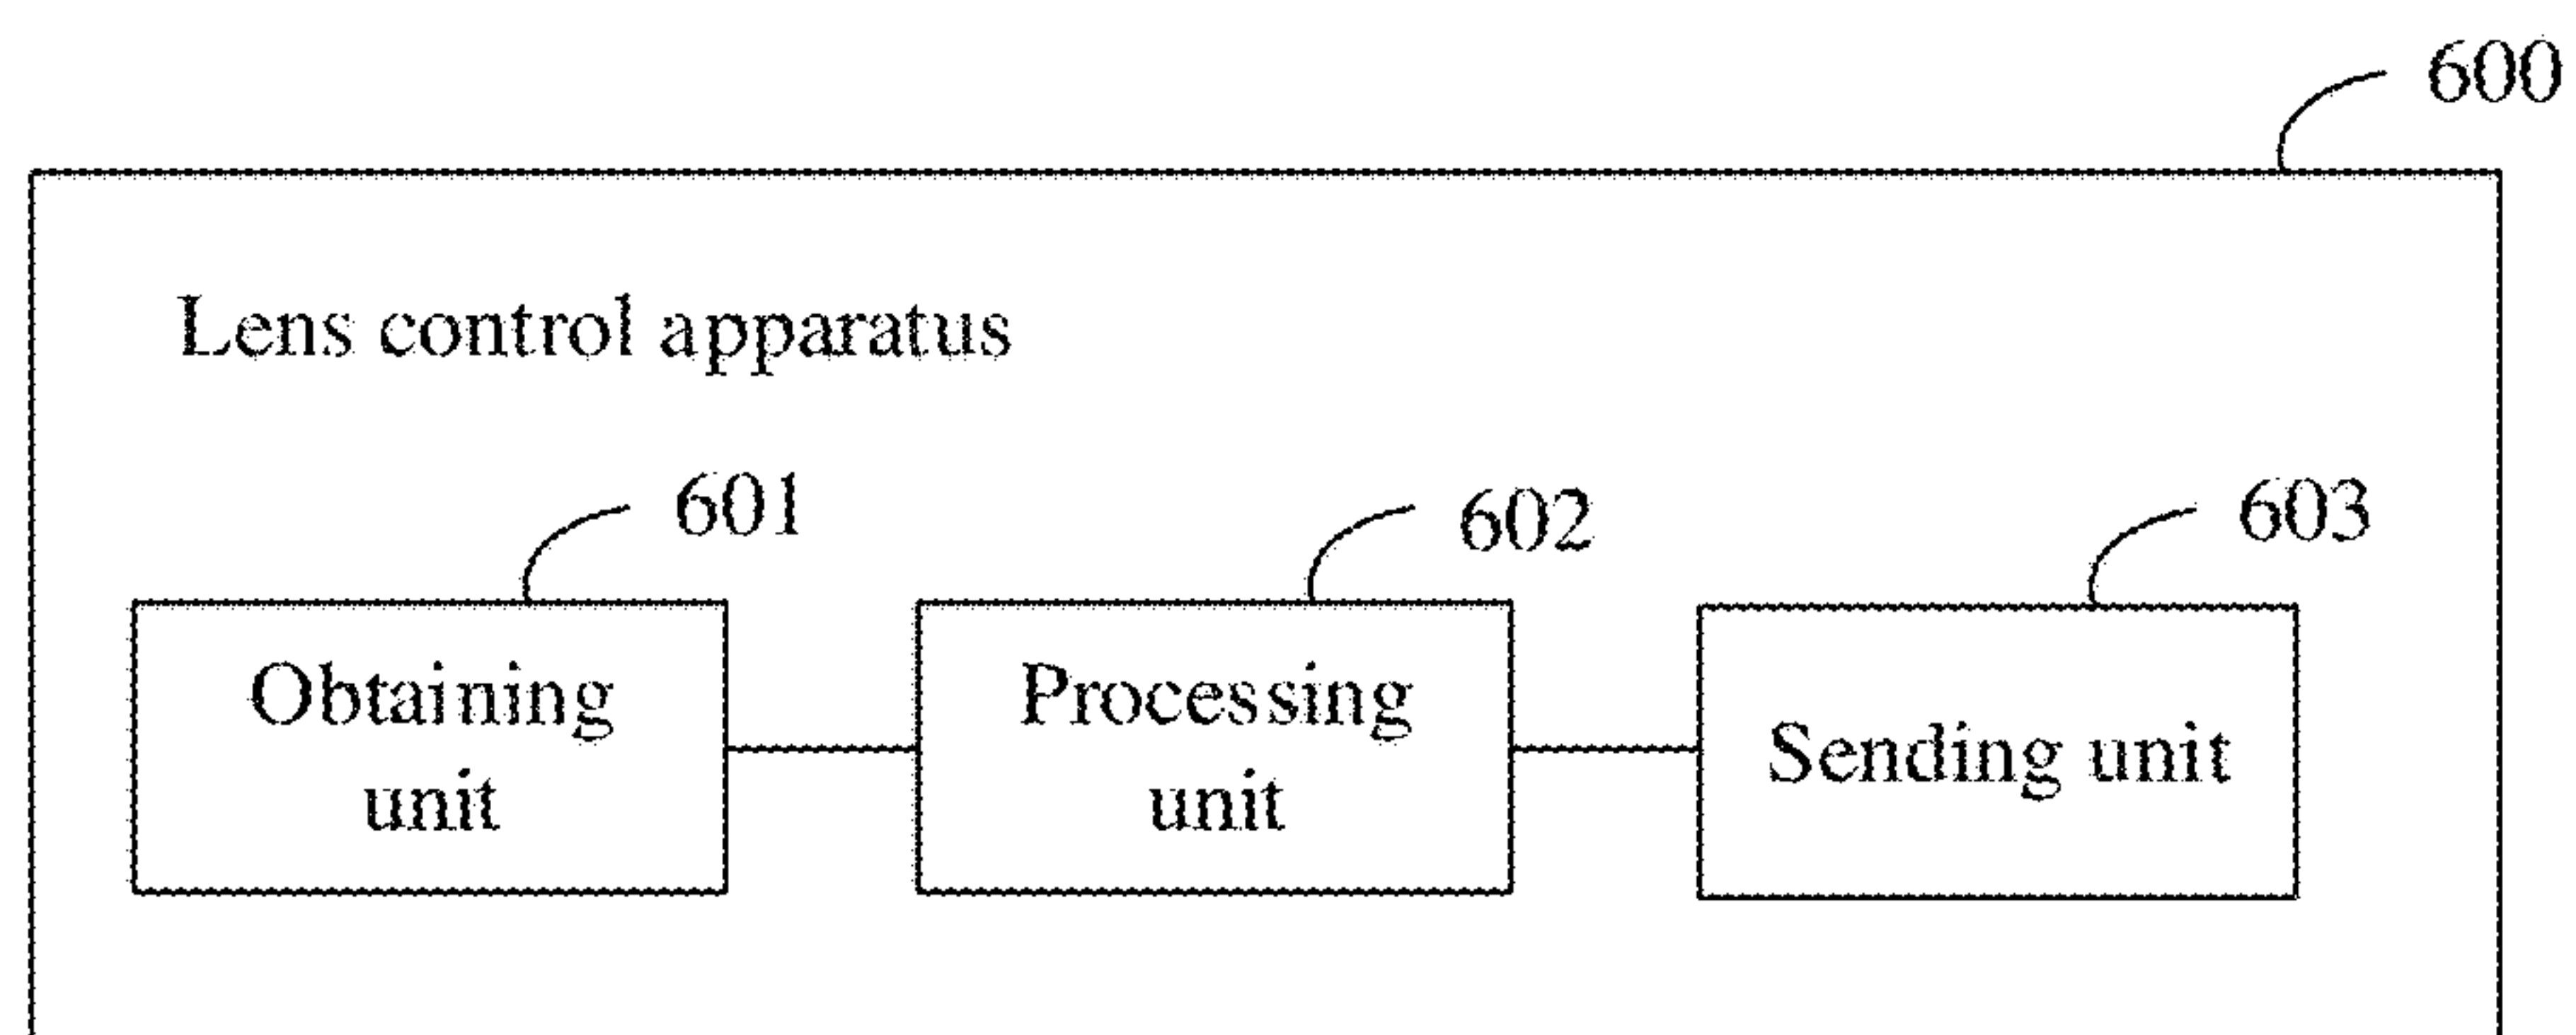 600
Lens control apparatus
601
602
603
Obtaining
unit
Processing
unit
Sending unit